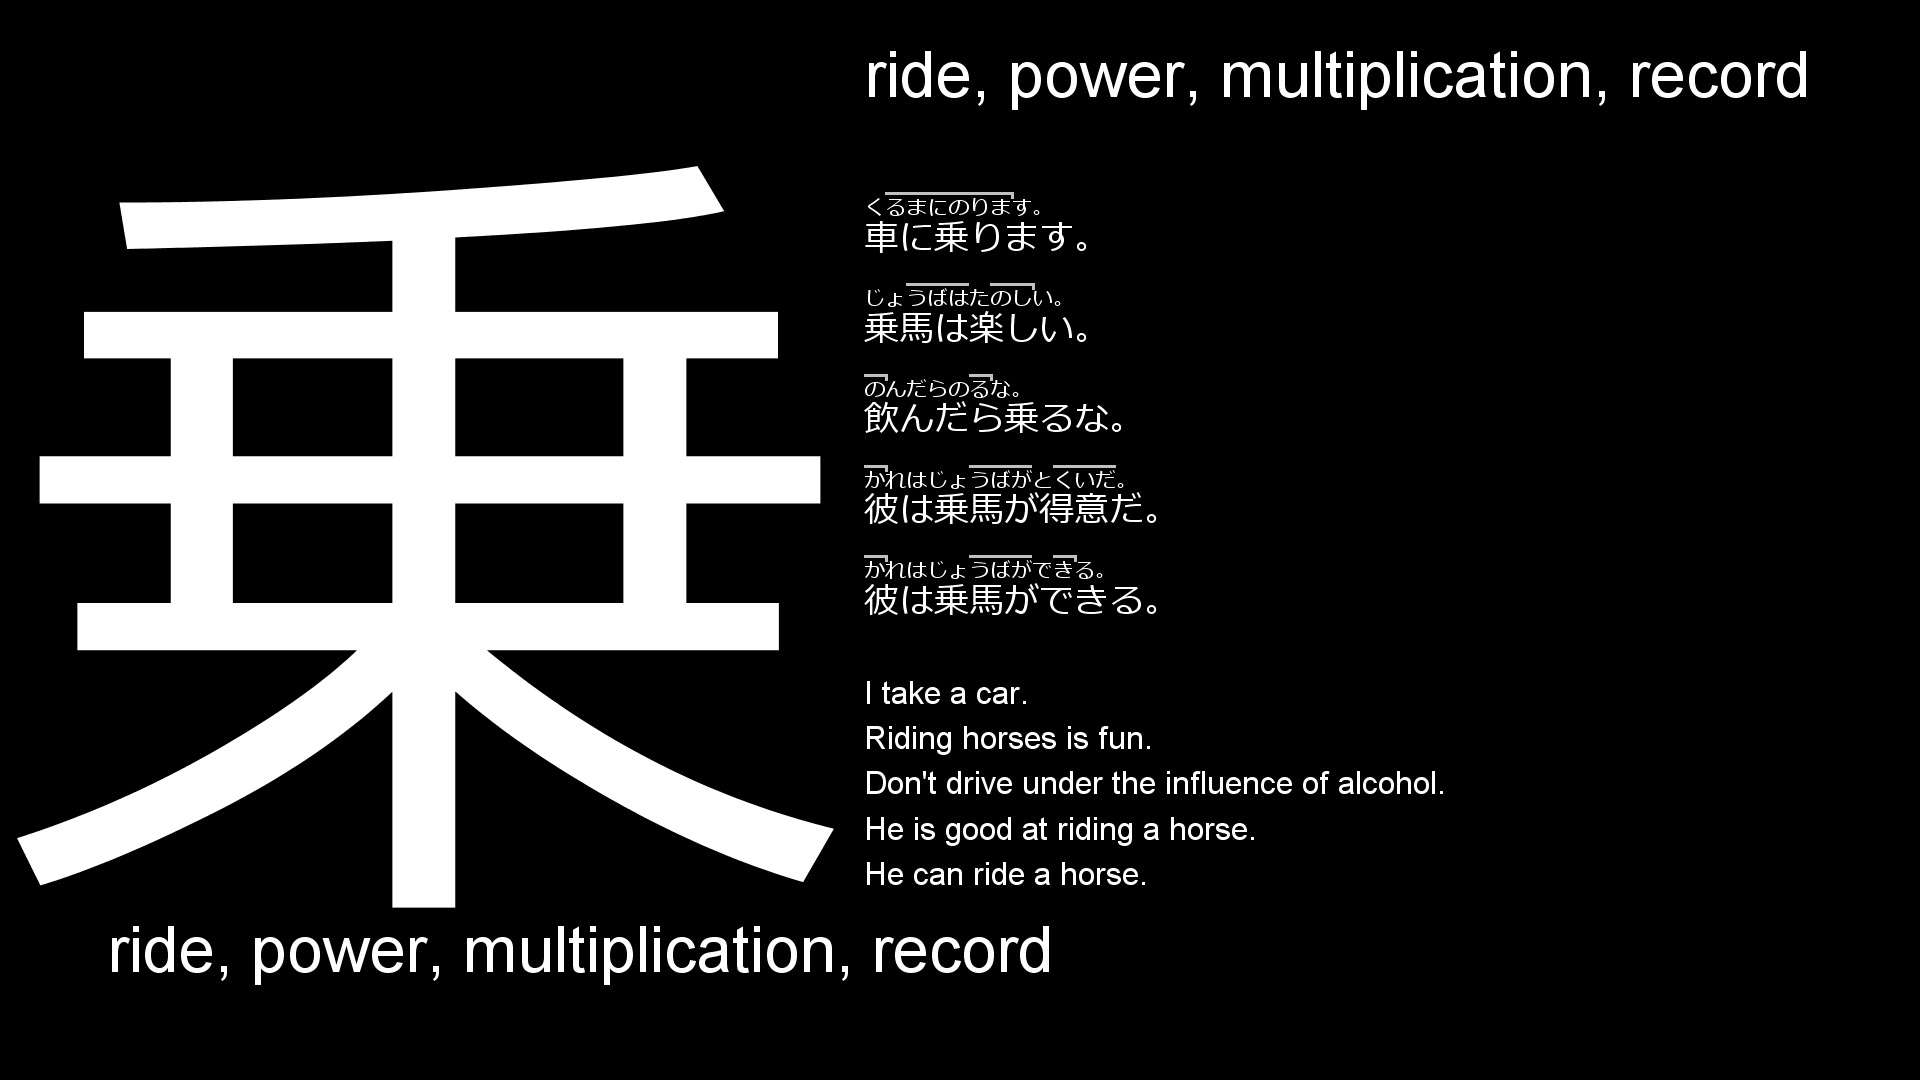 乗
ride, power, multiplication, record
ride, power, multiplication, record
くるまにのります。
車に乗ります。
じょうばはたのしい。
乗馬は楽しい。
のんだらのるな。
飲んだら乗るな。
かれはじょうばがとくいだ。
彼は乗馬が得意だ。
かれはじょうばができる。
彼は乗馬ができる。
I take a car.
Riding horses is fun.
Don't drive under the influence of alcohol.
He is good at riding a horse.
He can ride a horse.